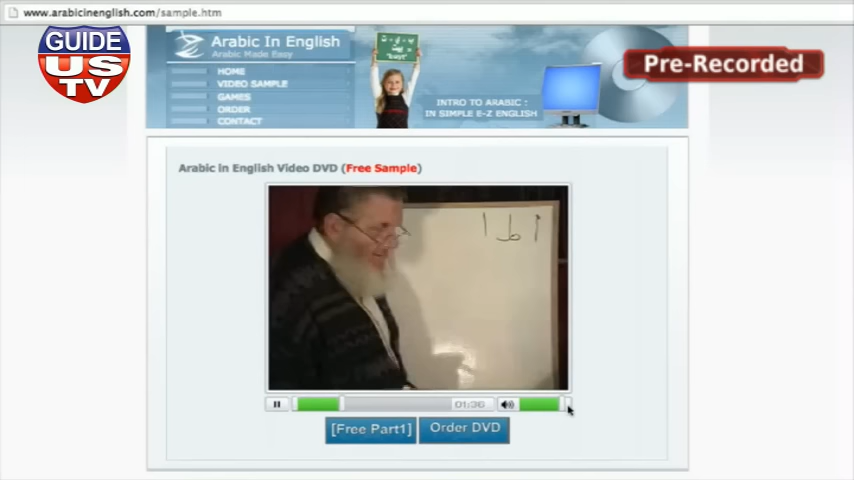 www.arabicinenglish.com/sample.htm
GUIDE
US
TV
Pre-Recorded
Arabic In English
Arabic Made Easy
HOME
VIDEO SAMPLE
GAMES
ORDER
CONTACT
INTRO TO ARABIC :
IN SIMPLE E-Z ENGLISH
Arabic in English Video DVD (Free Sample)
01:36
[Free Part1]
Order DVD